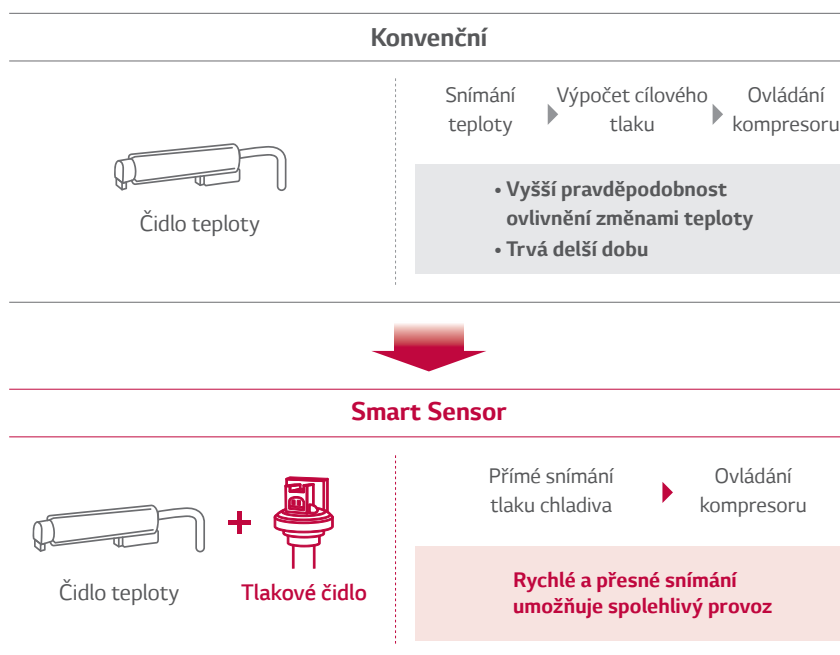 Konvenční
Čidlo teploty
Snímání
teploty
Výpočet cílového
tlaku
Ovládání
kompresoru
• Vyšší pravděpodobnost
ovlivnění změnami teploty
• Trvá delší dobu
Smart Sensor
Čidlo teploty
+
Tlakové čidlo
Přímé snímání
tlaku chladiva
Ovládání
kompresoru
Rychlé a přesné snímání
umožňuje spolehlivý provoz